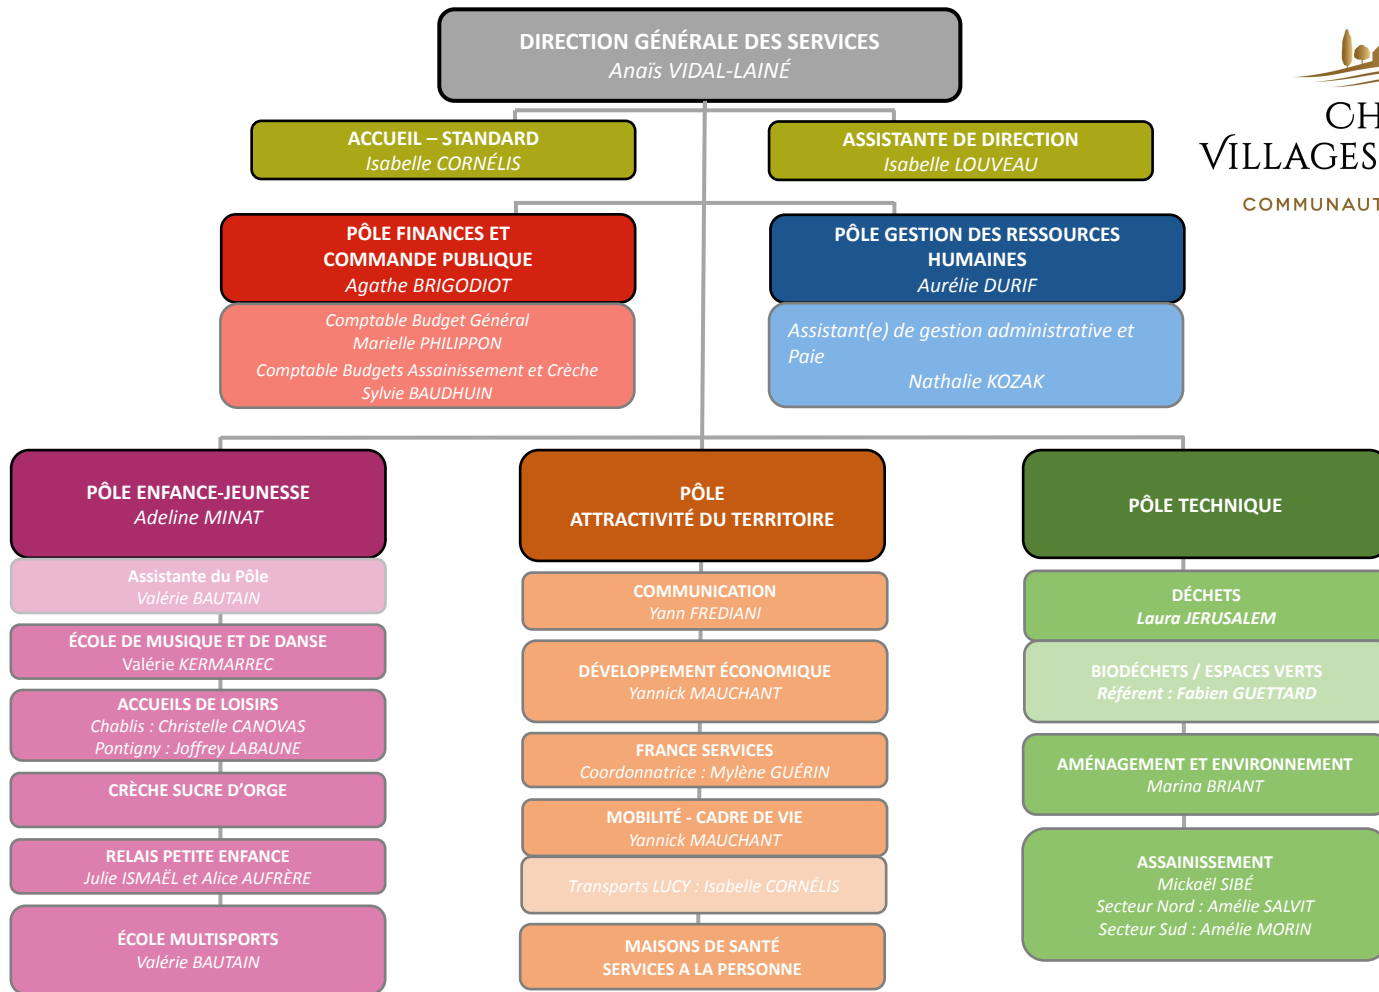 DIRECTION GÉNÉRALE DES SERVICES
Anaïs VIDAL-LAINÉ
CH
VILLAGES
COMMUNAUT
ACCUEIL – STANDARD
Isabelle CORNÉLIS
ASSISTANTE DE DIRECTION
Isabelle LOUVEAU
PÔLE FINANCES ET
COMMANDE PUBLIQUE
Agathe BRIGODIOT
Comptable Budget Général
Marielle PHILIPPON
Comptable Budgets Assainissement et Crèche
Sylvie BAUDHUIN
PÔLE GESTION DES RESSOURCES
HUMAINES
Aurélie DURIF
Assistant(e) de gestion administrative et
Paie
Nathalie KOZAK
PÔLE ENFANCE-JEUNESSE
Adeline MINAT
Assistante du Pôle
Valérie BAUTAIN
ÉCOLE DE MUSIQUE ET DE DANSE
Valérie KERMARREC
ACCUEILS DE LOISIRS
Chablis : Christelle CANOVAS
Pontigny : Joffrey LABAUNE
CRÈCHE SUCRE D'ORGE
RELAIS PETITE ENFANCE
Julie ISMAËL et Alice AUFRÈRE
ÉCOLE MULTISPORTS
Valérie BAUTAIN
PÔLE
ATTRACTIVITÉ DU TERRITOIRE
COMMUNICATION
Yann FREDIANI
DÉVELOPPEMENT ÉCONOMIQUE
Yannick MAUCHANT
FRANCE SERVICES
Coordonnatrice : Mylène GUÉRIN
MOBILITÉ - CADRE DE VIE
Yannick MAUCHANT
Transports LUCY : Isabelle CORNÉLIS
MAISONS DE SANTÉ
SERVICES A LA PERSONNE
PÔLE TECHNIQUE
DÉCHETS
Laura JERUSALEM
BIODÉCHETS / ESPACES VERTS
Référent : Fabien GUETTARD
AMÉNAGEMENT ET ENVIRONNEMENT
Marina BRIANT
ASSAINISSEMENT
Mickaël SIBÉ
Secteur Nord : Amélie SALVIT
Secteur Sud : Amélie MORIN